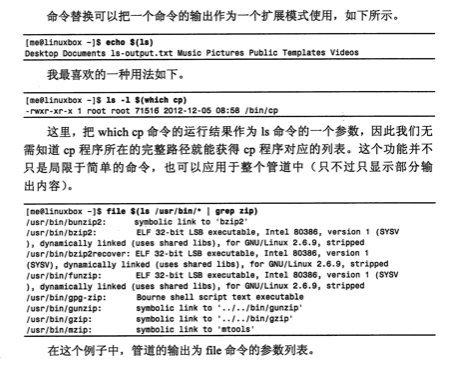 命令替换可以把一个命令的输出作为一个扩展模式使用，如下所示。
[me@linuxbox ~]$ echo $(ls)
Desktop Documents ls-output.txt Music Pictures Public Templates Videos
我最喜欢的一种用法如下。
[me@linuxbox ~]$ ls -l $(which cp)
-rwxr-xr-x 1 root root 71516 2012-12-05 08:58 /bin/cp
这里，把 which cp 命令的运行结果作为 ls 命令的一个参数，因此我们无
需知道 cp 程序所在的完整路径就能获得 cp 程序对应的列表。这个功能并不
只是局限于简单的命令，也可以应用于整个管道中（只不过只显示部分输
出内容）。
[me@linuxbox ~]$ file $(ls /usr/bin/* | grep zip)
/usr/bin/bunzip2: symbolic link to 'bzip2'
/usr/bin/bzip2: ELF 32-bit LSB executable, Intel 80386, version 1 (SYSV
), dynamically linked (uses shared libs), for GNU/Linux 2.6.9, stripped
/usr/bin/bzip2recover: ELF 32-bit LSB executable, Intel 80386, version 1
(SYSV), dynamically linked (uses shared libs), for GNU/Linux 2.6.9, stripped
/usr/bin/funzip: ELF 32-bit LSB executable, Intel 80386, version 1 (SYSV
), dynamically linked (uses shared libs), for GNU/Linux 2.6.9, stripped
/usr/bin/gpg-zip: Bourne shell script text executable
/usr/bin/gunzip: symbolic link to '../../bin/gunzip'
/usr/bin/gzip: symbolic link to '../../bin/gzip'
/usr/bin/mzip: symbolic link to 'mtools'
在这个例子中，管道的输出为 file 命令的参数列表。